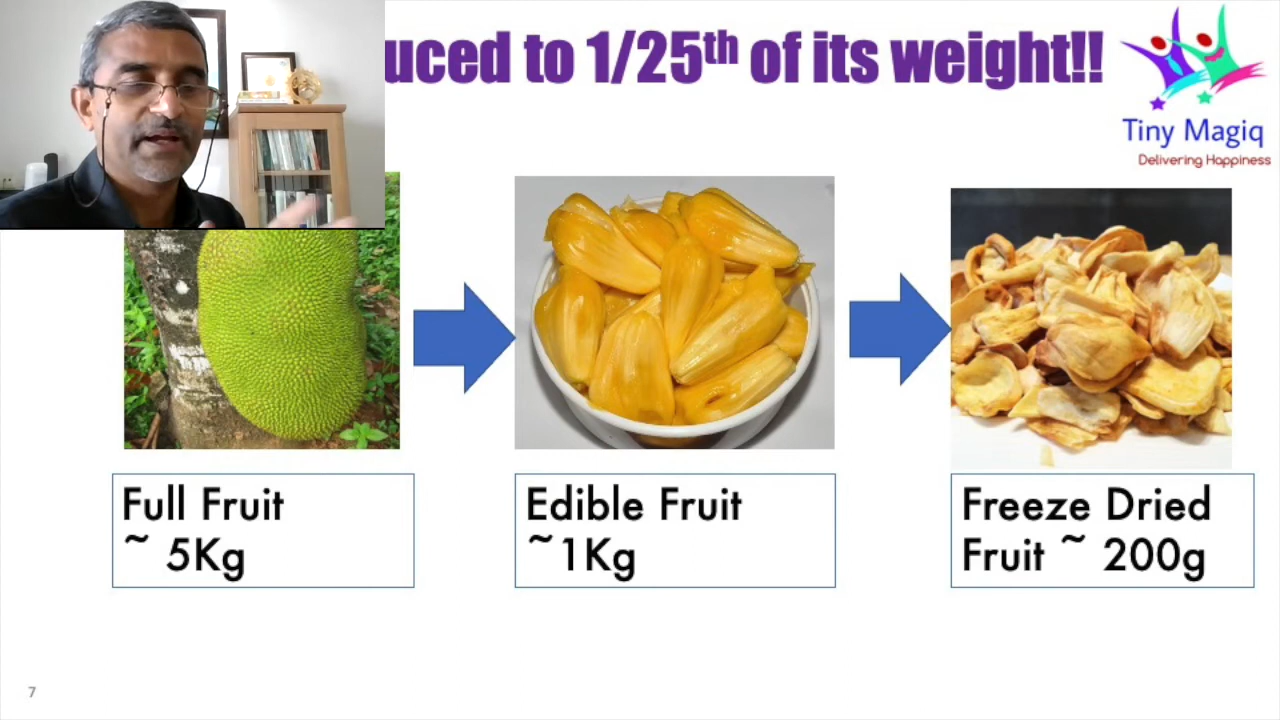 uced to 1/25th of its weight!!
Tiny Magiq
Delivering Happiness
Full Fruit
~ 5Kg
Edible Fruit
~1Kg
Freeze Dried
Fruit ~ 200g
7